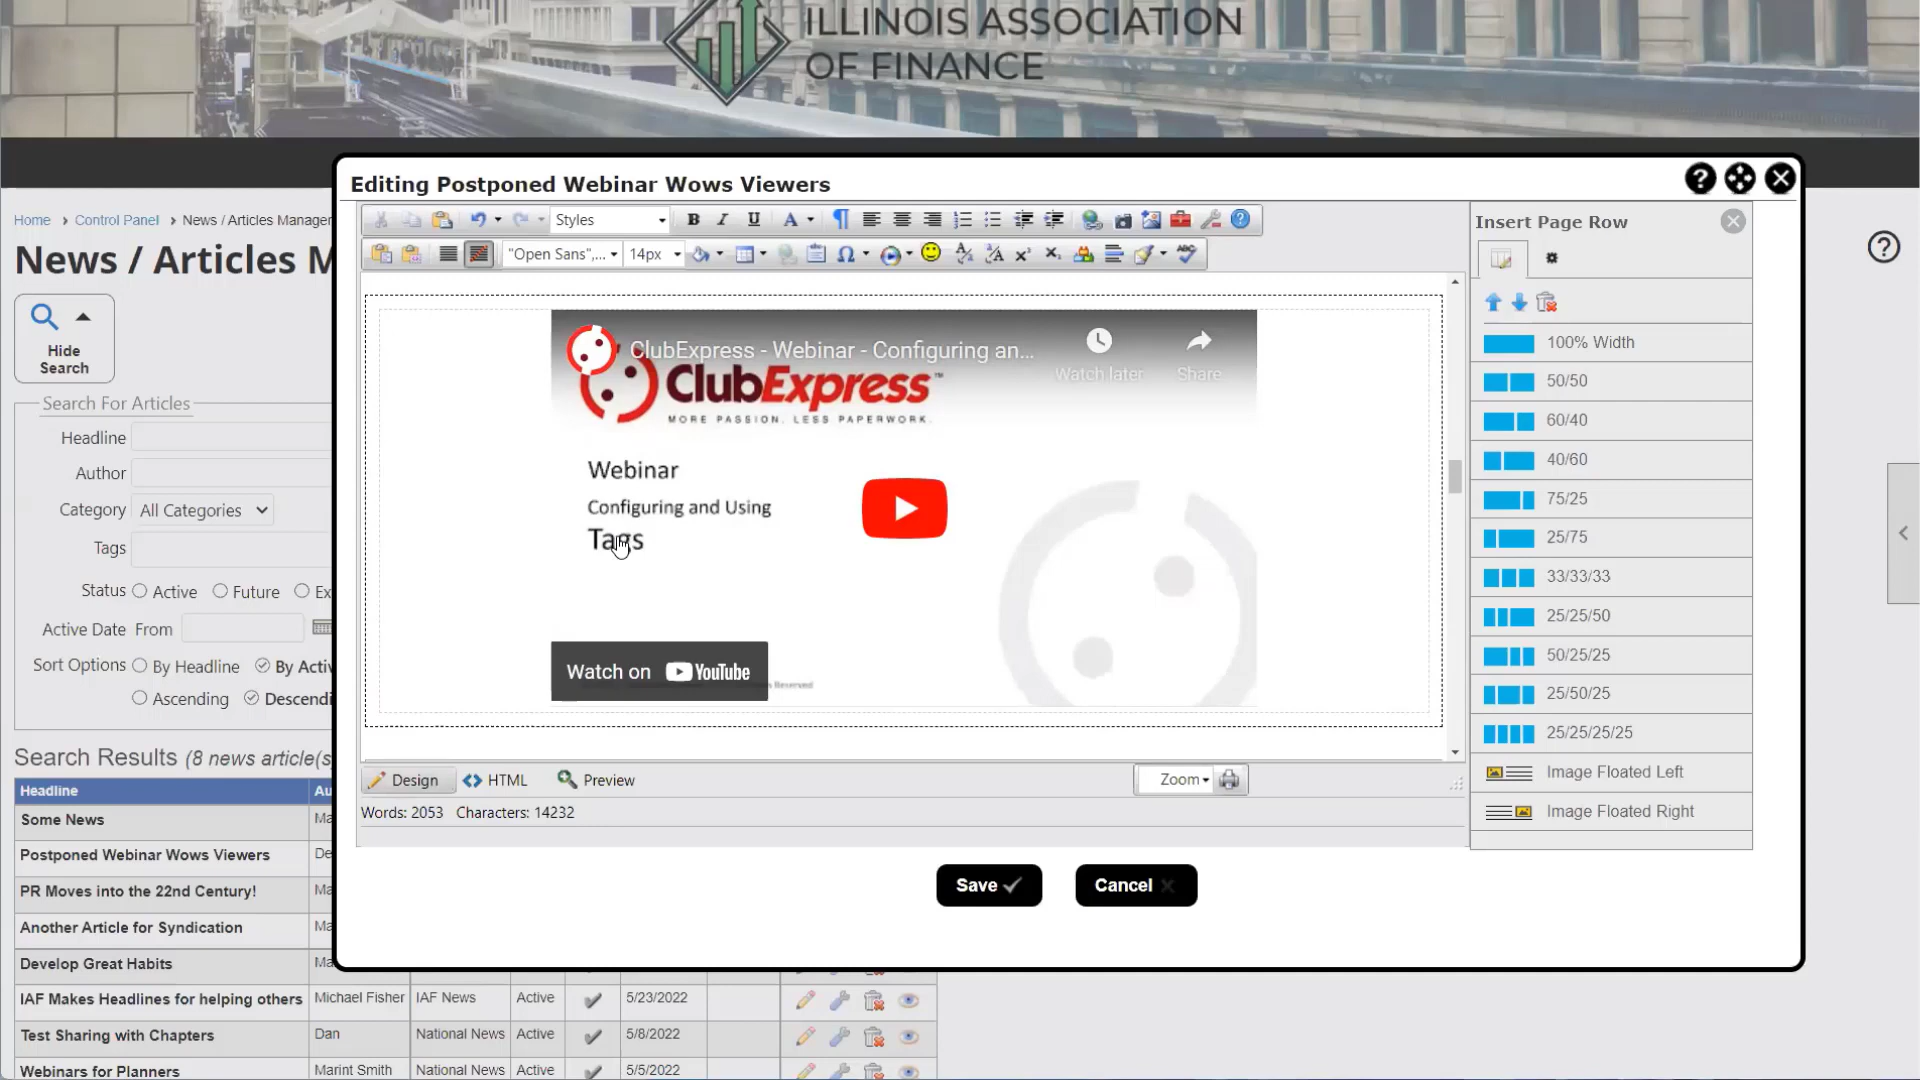 ILLINOIS ASSOCIATION
OF FINANCE
Home > Control Panel > News / Articles Manager
News / Articles M
Hide
Search
Search For Articles
Headline
Author
Category All Categories
Tags
Status Active Future Ex
Active Date From
Sort Options By Headline By Activ
Ascending Descendi
Search Results (8 news article(s
Headline Au
Some News Ma
Postponed Webinar Wows Viewers De
PR Moves into the 22nd Century! Ma
Another Article for Syndication Ma
Develop Great Habits Ma
IAF Makes Headlines for helping others Michael Fisher IAF News Active 5/23/2022
Test Sharing with Chapters Dan National News Active 5/8/2022
Webinars for Planners Marint Smith National News Active 5/5/2022
Editing Postponed Webinar Wows Viewers
Styles B I U A
"Open Sans",... 14px
ClubExpress - Webinar - Configuring an...
Watch later Share
ClubExpress™
MORE PASSION. LESS PAPERWORK.
Webinar
Configuring and Using
Tags
Watch on YouTube
s Reserved
Design HTML Preview Zoom
Words: 2053 Characters: 14232
Insert Page Row
100% Width
50/50
60/40
40/60
75/25
25/75
33/33/33
25/25/50
50/25/25
25/50/25
25/25/25/25
Image Floated Left
Image Floated Right
Save Cancel